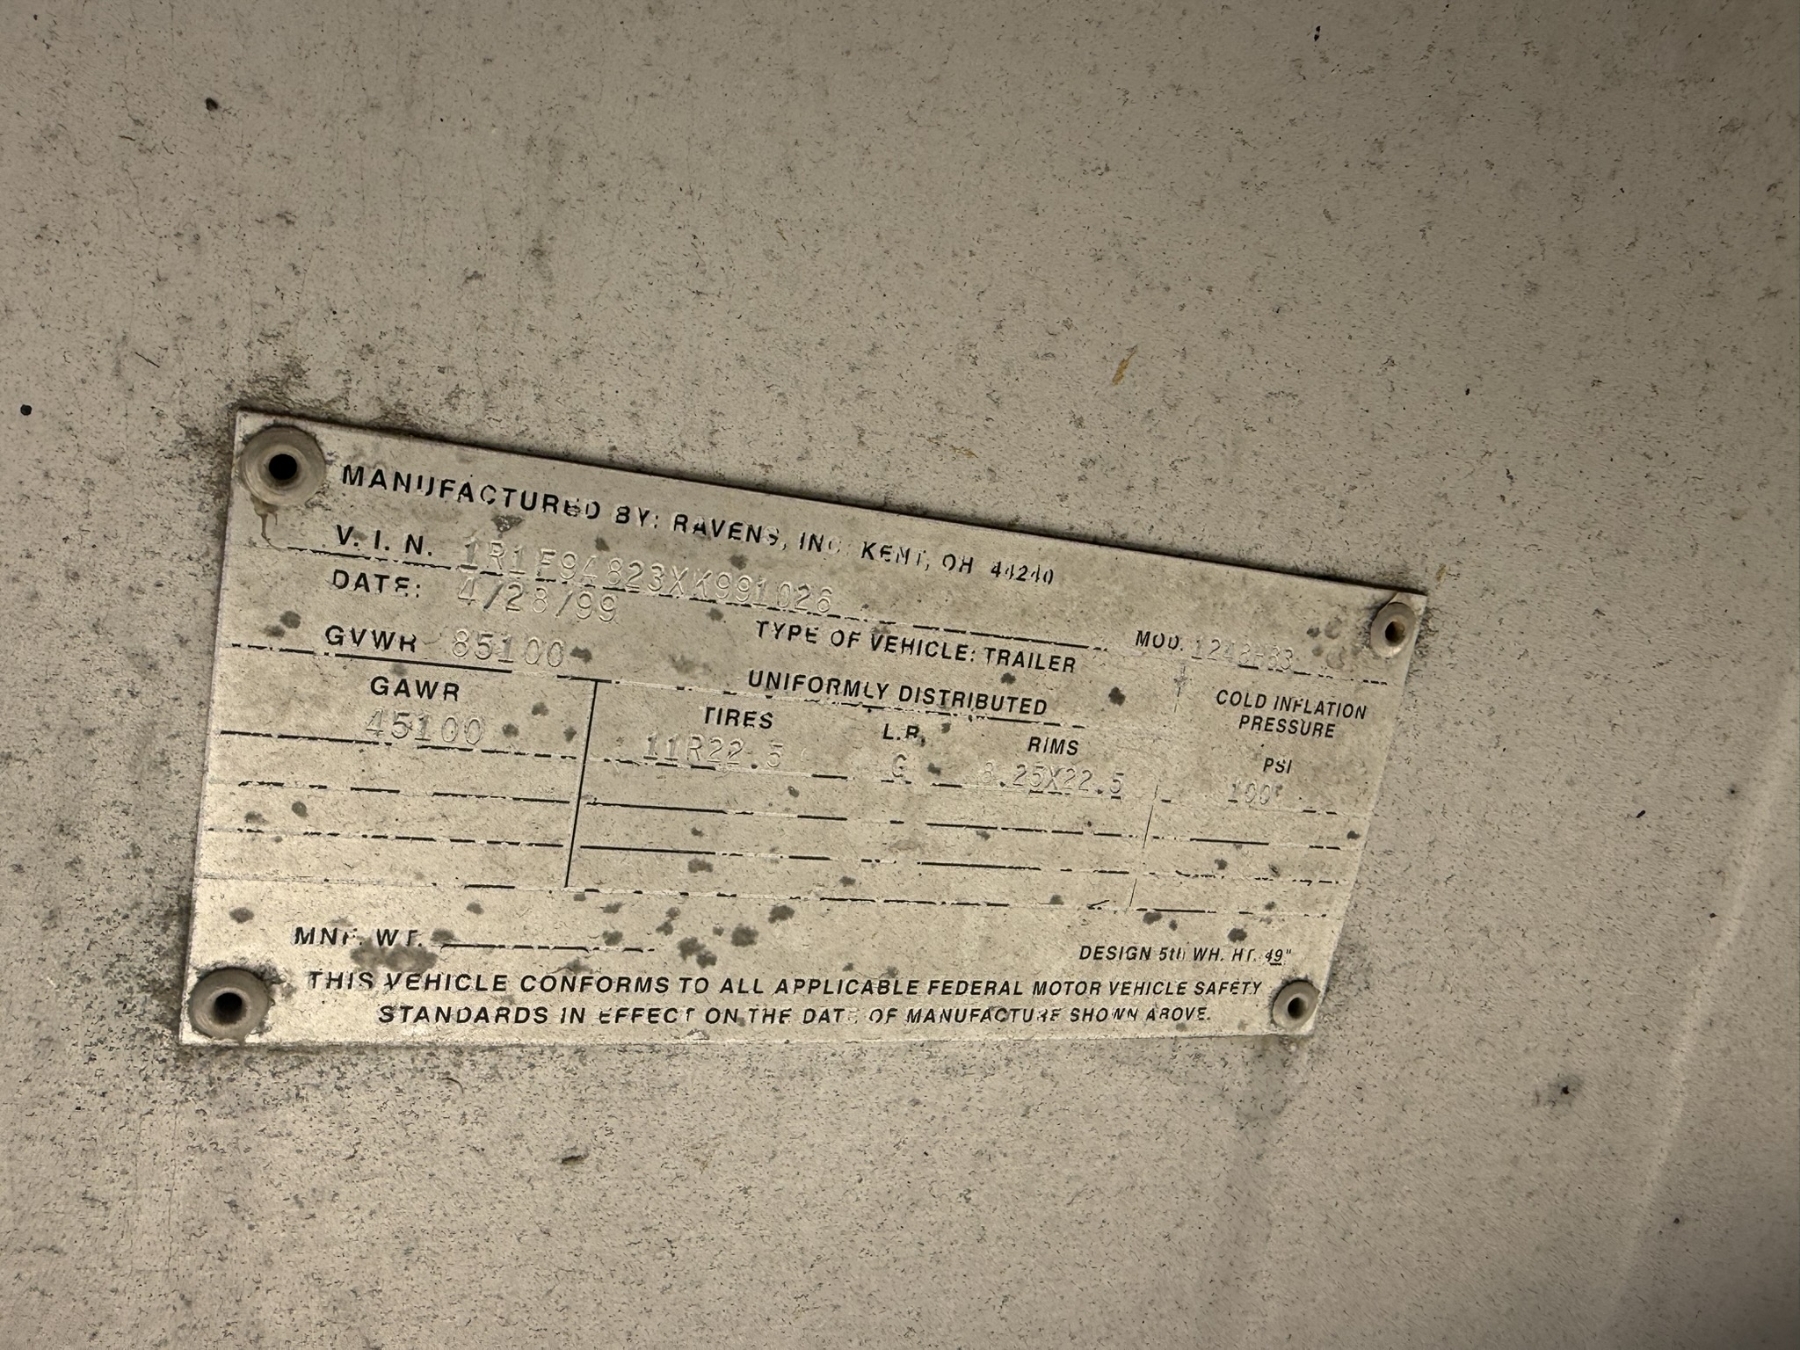 MANUFACTURED BY: RAVENS, INC. KENT, OH 44240
V. I. N. 1R1F9A823XK991026
DATE: 4/28/99
MOD.
GVWR 85100
TYPE OF VEHICLE: TRAILER
UNIFORMLY DISTRIBUTED
GAWR TIRES L.R. RIMS COLD INFLATION PRESSURE PSI
45100 11R22.5 G 8.25X22.5 100
MNF. WT.
DESIGN 5th WH. HT. 49"
THIS VEHICLE CONFORMS TO ALL APPLICABLE FEDERAL MOTOR VEHICLE SAFETY
STANDARDS IN EFFECT ON THE DATE OF MANUFACTURE SHOWN ABOVE.